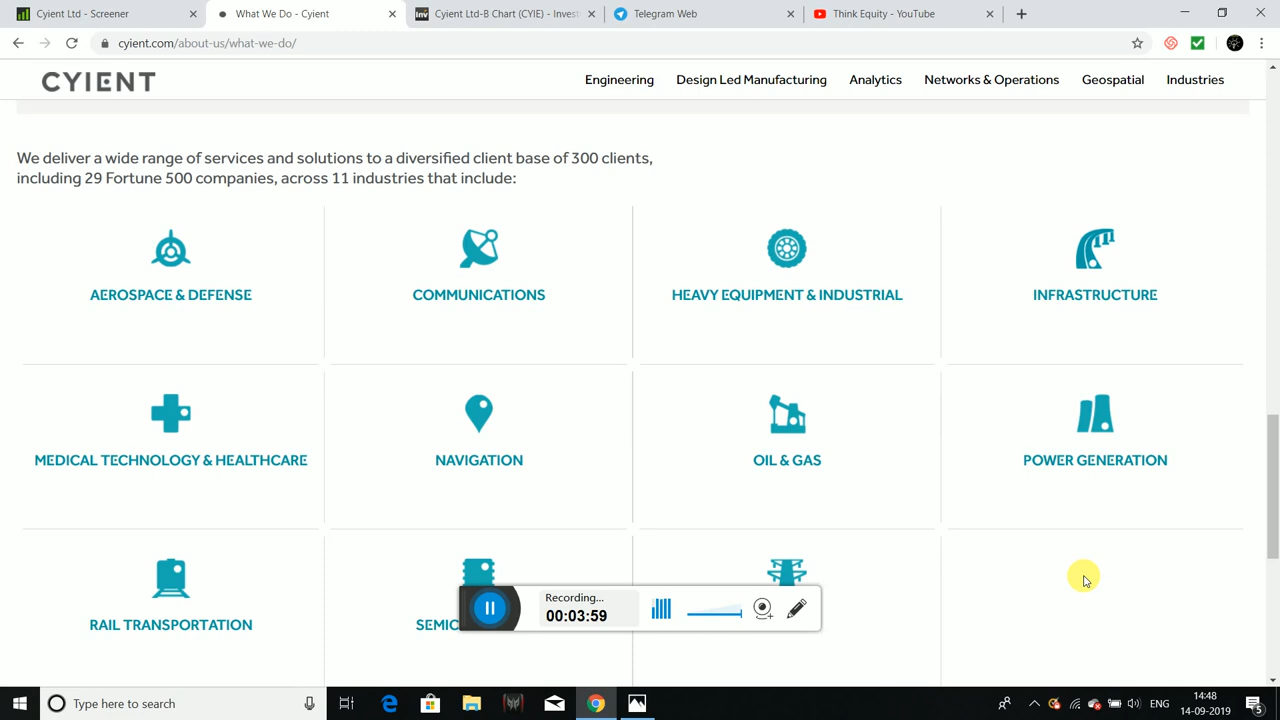 Cyient Ltd - Screener
What We Do - Cyient
Inv
Cyient Ltd-B Chart (CYIE) - Invest
Telegram Web
Think Equity - YouTube
cyient.com/about-us/what-we-do/
CYIENT
Engineering
Design Led Manufacturing
Analytics
Networks & Operations
Geospatial
Industries
We deliver a wide range of services and solutions to a diversified client base of 300 clients,
including 29 Fortune 500 companies, across 11 industries that include:
AEROSPACE & DEFENSE
COMMUNICATIONS
HEAVY EQUIPMENT & INDUSTRIAL
INFRASTRUCTURE
MEDICAL TECHNOLOGY & HEALTHCARE
NAVIGATION
OIL & GAS
POWER GENERATION
RAIL TRANSPORTATION
SEMIC
Recording...
00:03:59
Type here to search
ENG
14:48
14-09-2019
5